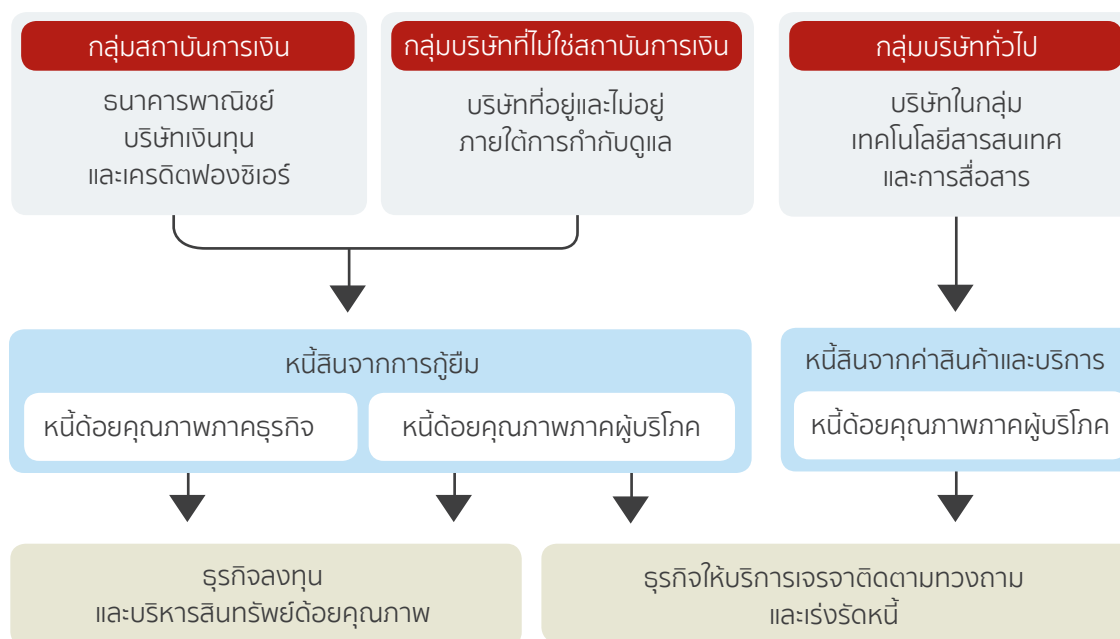 กลุ่มสถาบันการเงิน
ธนาคารพาณิชย์
บริษัทเงินทุน
และเครดิตฟองซิเอร์
กลุ่มบริษัทที่ไม่ใช่สถาบันการเงิน
บริษัทที่อยู่และไม่อยู่
ภายใต้การกำกับดูแล
กลุ่มบริษัททั่วไป
บริษัทในกลุ่ม
เทคโนโลยีสารสนเทศ
และการสื่อสาร
หนี้สินจากการกู้ยืม
หนี้ด้อยคุณภาพภาคธุรกิจ
หนี้ด้อยคุณภาพภาคผู้บริโภค
หนี้สินจากค่าสินค้าและบริการ
หนี้ด้อยคุณภาพภาคผู้บริโภค
ธุรกิจลงทุน
และบริหารสินทรัพย์ด้อยคุณภาพ
ธุรกิจให้บริการเจรจาติดตามทวงถาม
และเร่งรัดหนี้